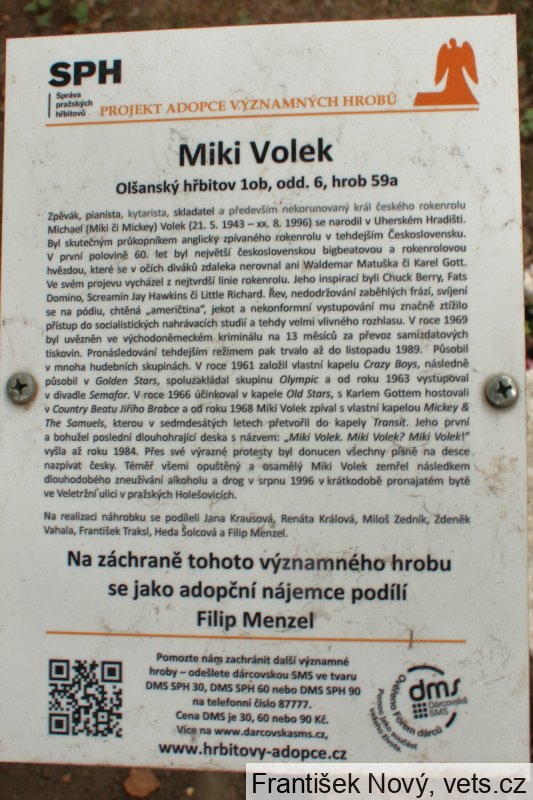 SPH
Správa
pražských
hřbitovů
PROJEKT ADOPCE VÝZNAMNÝCH HROBŮ
Miki Volek
Olšanský hřbitov 1ob, odd. 6, hrob 59a
Zpěvák, pianista, kytarista, skladatel a především nekorunovaný král českého rokenrolu
Michael (Miki či Mickey) Volek (21. 5. 1943 – xx. 8. 1996) se narodil v Uherském Hradišti.
Byl skutečným průkopníkem anglicky zpívaného rokenrolu v tehdejším Československu.
V první polovině 60. let byl největší československou bigbeatovou a rokenrolovou
hvězdou, které se v očích diváků zdaleka nerovnal ani Waldemar Matuška či Karel Gott.
Ve svém projevu vycházel z nejtvrdší linie rokenrolu. Jeho inspirací byli Chuck Berry, Fats
Domino, Screamin Jay Hawkins či Little Richard. Řev, nedodržování zaběhlých frází, svíjení
se na pódiu, chtěná „američtina“, jekot a nekonformní vystupování mu značně ztížilo
přístup do socialistických nahrávacích studií a tehdy velmi vlivného rozhlasu. V roce 1969
byl uvězněn ve východoněmeckém kriminálu na 13 měsíců za převoz samizdatových
tiskovin. Pronásledování tehdejším režimem pak trvalo až do listopadu 1989. Působil
v mnoha hudebních skupinách. V roce 1961 založil vlastní kapelu Crazy Boys, následně
působil v Golden Stars, spoluzakládal skupinu Olympic a od roku 1963 vystupoval
v divadle Semafor. V roce 1966 účinkoval v kapele Old Stars, s Karlem Gottem hostovali
v Country Beatu Jiřího Brabce a od roku 1968 Miki Volek zpíval s vlastní kapelou Mickey &
The Samuels, kterou v sedmdesátých letech přetvořil do kapely Transit. Jeho první
a bohužel poslední dlouhohrající deska s názvem: „Miki Volek. Miki Volek? Miki Volek!“
vyšla až roku 1984. Přes své výrazné protesty byl donucen všechny písně na desce
nazpívat česky. Téměř všemi opuštěný a osamělý Miki Volek zemřel následkem
dlouhodobého zneužívání alkoholu a drog v srpnu 1996 v krátkodobě pronajatém bytě
ve Veletržní ulici v pražských Holešovicích.
Na realizaci náhrobku se podíleli Jana Krausová, Renáta Králová, Miloš Zedník, Zdeněk
Vahala, František Traksl, Heda Šolcová a Filip Menzel.
Na záchraně tohoto významného hrobu
se jako adopční nájemce podílí
Filip Menzel
Pomozte nám zachránit další významné
hroby – odešlete dárcovskou SMS ve tvaru
DMS SPH 30, DMS SPH 60 nebo DMS SPH 90
na telefonní číslo 87777.
Cena DMS je 30, 60 nebo 90 Kč.
Více na www.darcovskasms.cz,
www.hrbitovy-adopce.cz
Ověřeno Fórem dárců
dms
Dárcovská
SMS
Pomoc jako součást
vašeho života.
František Nový, vets.cz